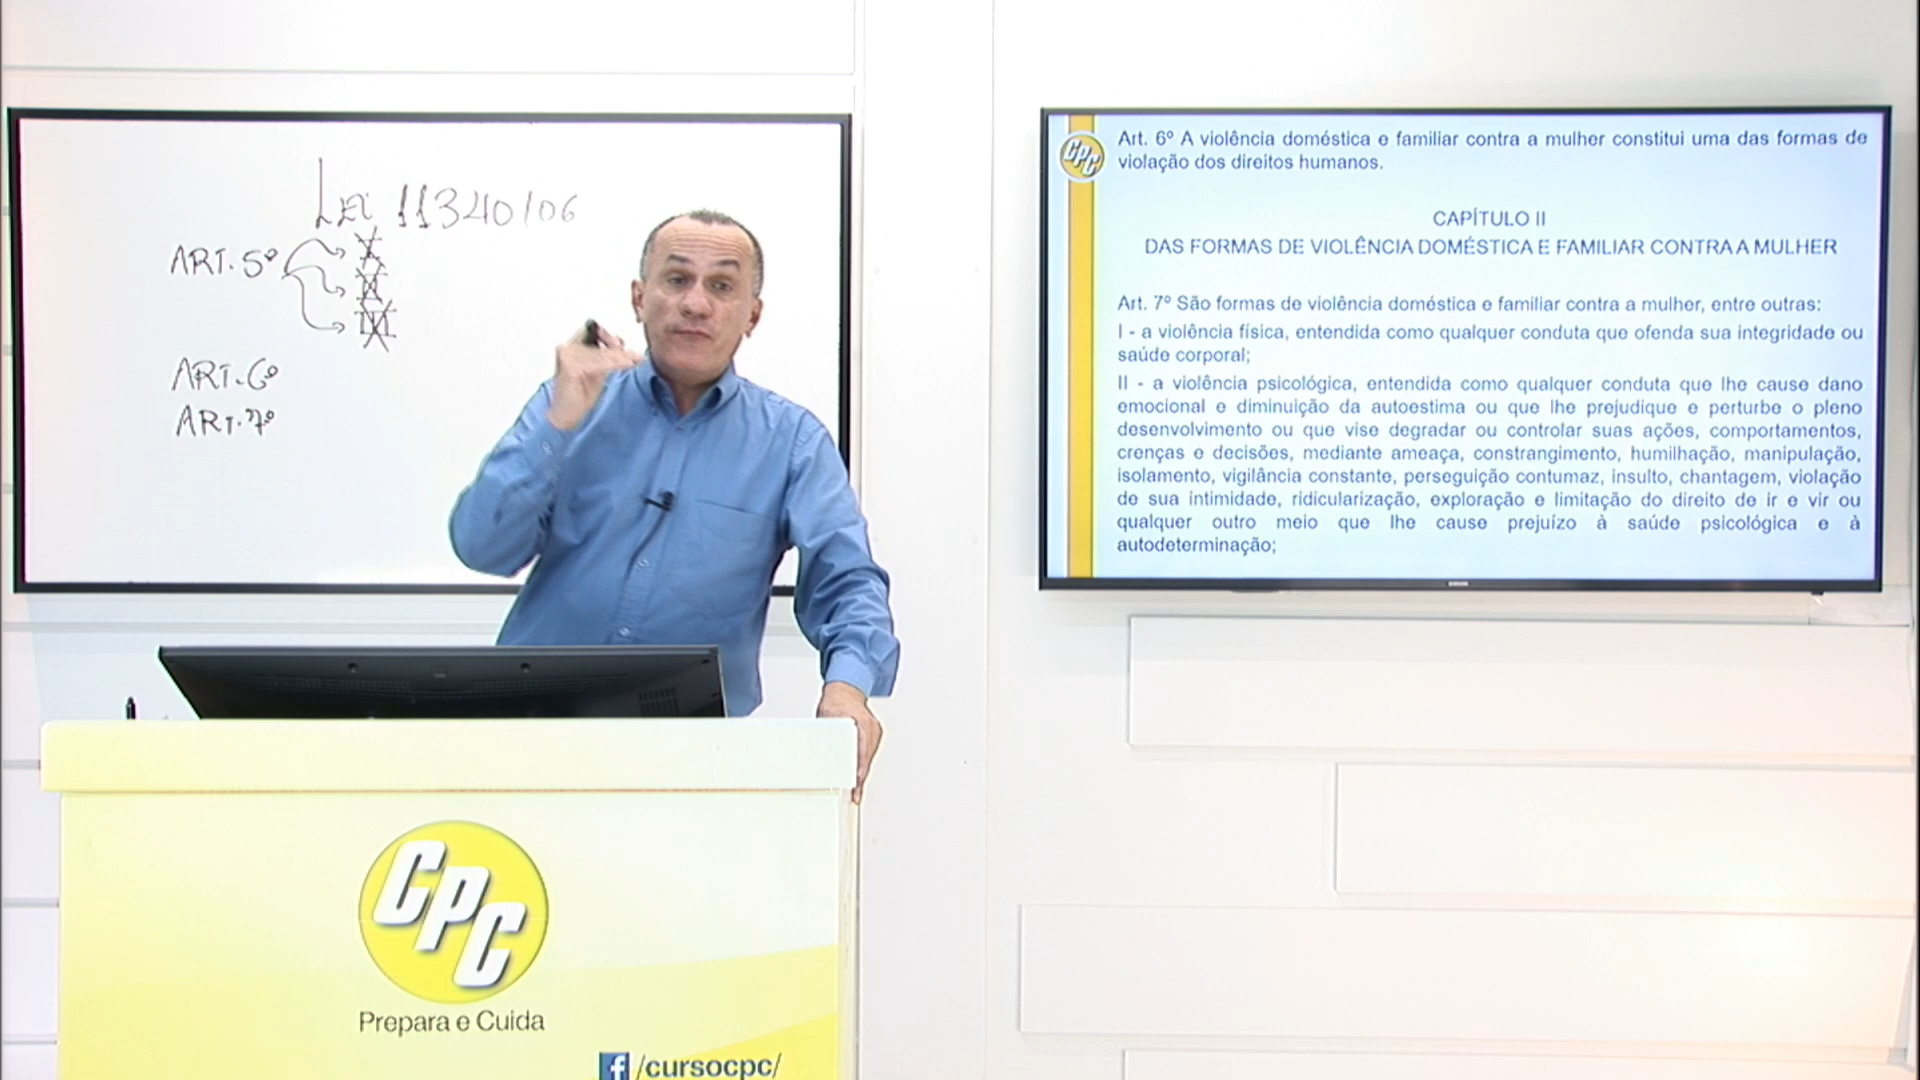 LEI 11340/06
ART. 5º
I
II
III
ART. 6º
ART. 7º
CPC
Art. 6º A violência doméstica e familiar contra a mulher constitui uma das formas de
violação dos direitos humanos.
CAPÍTULO II
DAS FORMAS DE VIOLÊNCIA DOMÉSTICA E FAMILIAR CONTRA A MULHER
Art. 7º São formas de violência doméstica e familiar contra a mulher, entre outras:
I - a violência física, entendida como qualquer conduta que ofenda sua integridade ou
saúde corporal;
II - a violência psicológica, entendida como qualquer conduta que lhe cause dano
emocional e diminuição da autoestima ou que lhe prejudique e perturbe o pleno
desenvolvimento ou que vise degradar ou controlar suas ações, comportamentos,
crenças e decisões, mediante ameaça, constrangimento, humilhação, manipulação,
isolamento, vigilância constante, perseguição contumaz, insulto, chantagem, violação
de sua intimidade, ridicularização, exploração e limitação do direito de ir e vir ou
qualquer outro meio que lhe cause prejuízo à saúde psicológica e à
autodeterminação;
SAMSUNG
CPC
Prepara e Cuida
f /cursocpc/